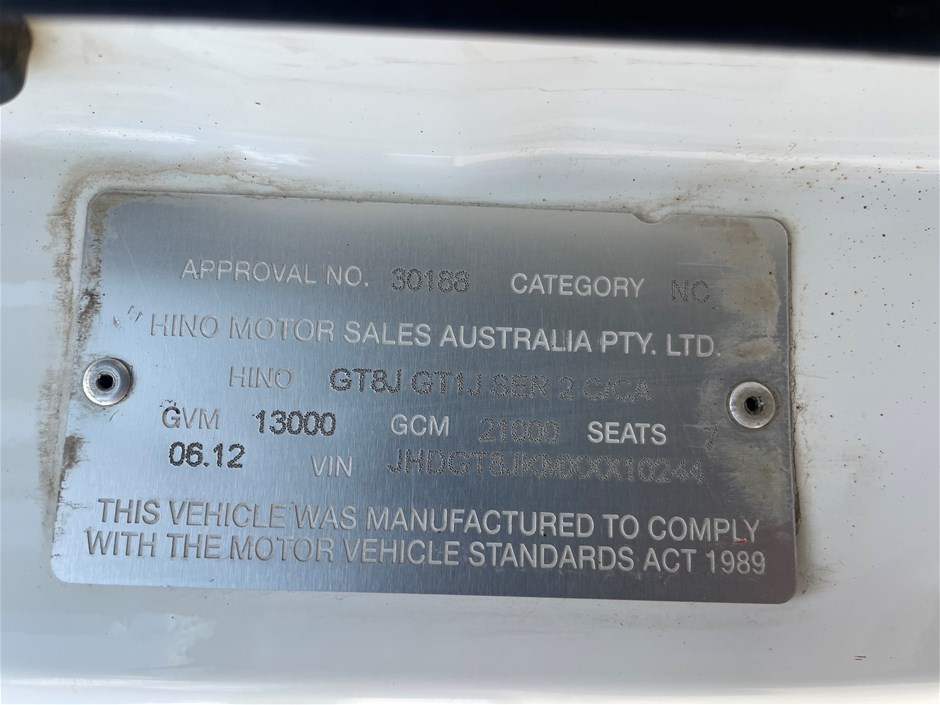 APPROVAL NO. 30188 CATEGORY NC
HINO MOTOR SALES AUSTRALIA PTY. LTD.
HINO GT8J GT1J SER 2 C/CA
GVM 13000 GCM 21000 SEATS 7
06.12 VIN JHDGT8JKMXXX10244
THIS VEHICLE WAS MANUFACTURED TO COMPLY
WITH THE MOTOR VEHICLE STANDARDS ACT 1989